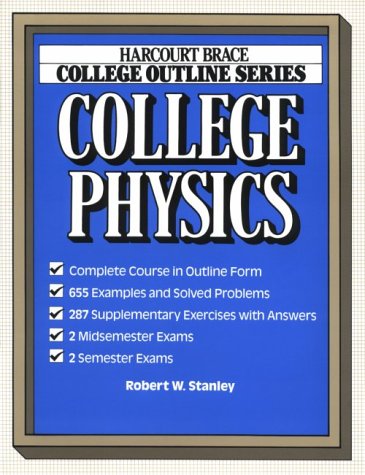 HARCOURT BRACE
COLLEGE OUTLINE SERIES
COLLEGE
PHYSICS
Complete Course in Outline Form
655 Examples and Solved Problems
287 Supplementary Exercises with Answers
2 Midsemester Exams
2 Semester Exams
Robert W. Stanley